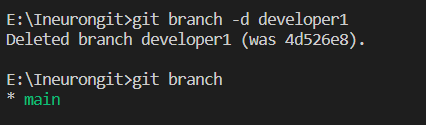 E:\Ineurongit>git branch -d developer1
Deleted branch developer1 (was 4d526e8).
E:\Ineurongit>git branch
* main